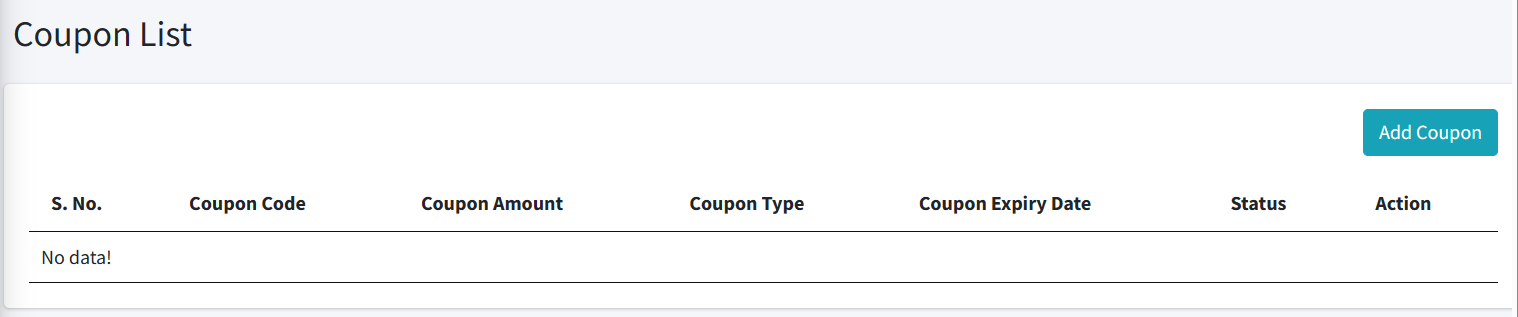 Coupon List
Add Coupon
S. No. Coupon Code Coupon Amount Coupon Type Coupon Expiry Date Status Action
No data!